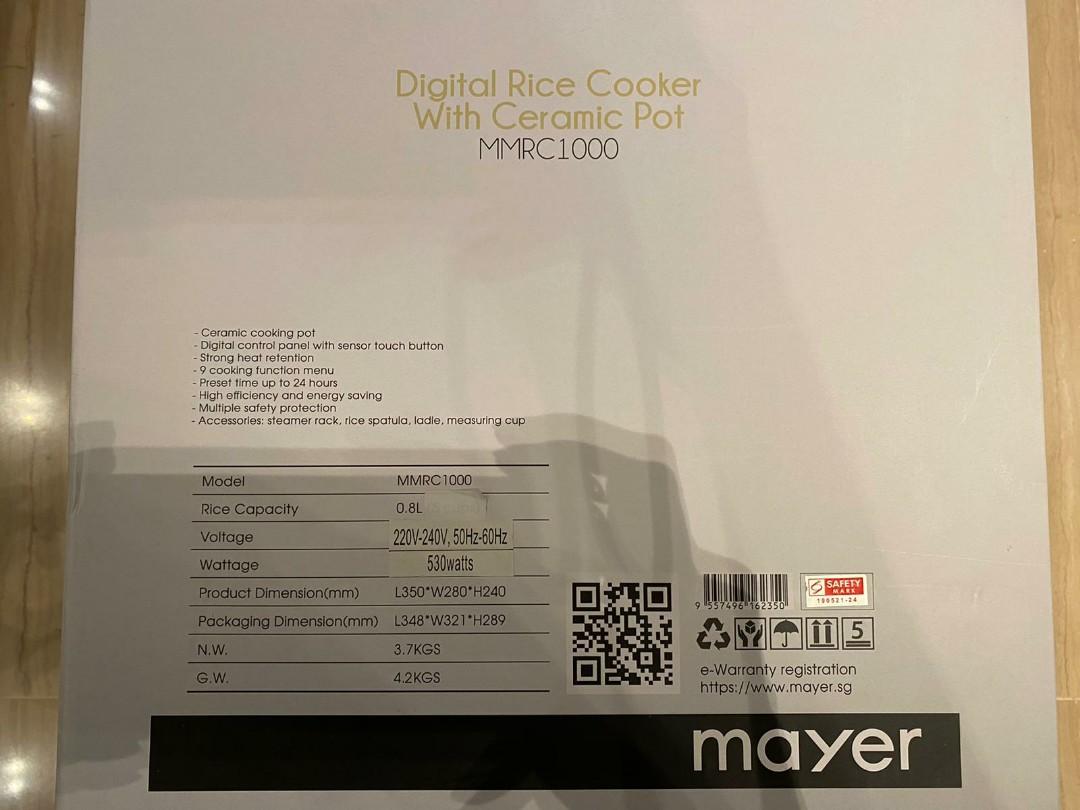 Digital Rice Cooker
With Ceramic Pot
MMRC1000
- Ceramic cooking pot
- Digital control panel with sensor touch button
- Strong heat retention
- 9 cooking function menu
- Preset time up to 24 hours
- High efficiency and energy saving
- Multiple safety protection
- Accessories: steamer rack, rice spatula, ladle, measuring cup
Model MMRC1000
Rice Capacity 0.8L
Voltage 220V-240V, 50Hz-60Hz
Wattage 530watts
Product Dimension(mm) L350*W280*H240
Packaging Dimension(mm) L348*W321*H289
N.W. 3.7KGS
G.W. 4.2KGS
9 557496 162350
SAFETY
MARK
190521-24
5
e-Warranty registration
https://www.mayer.sg
mayer